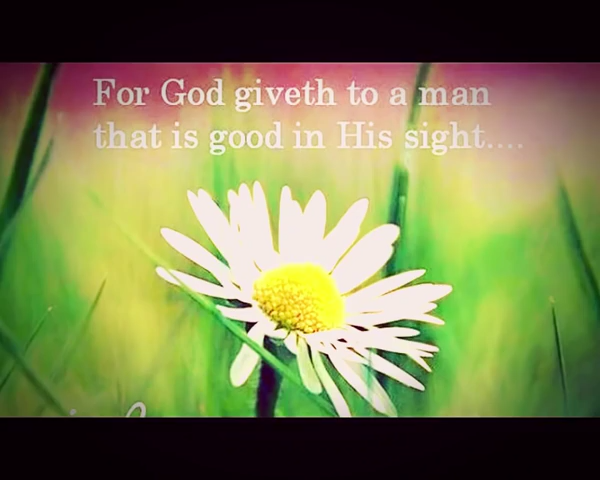 For God giveth to a man
that is good in His sight....